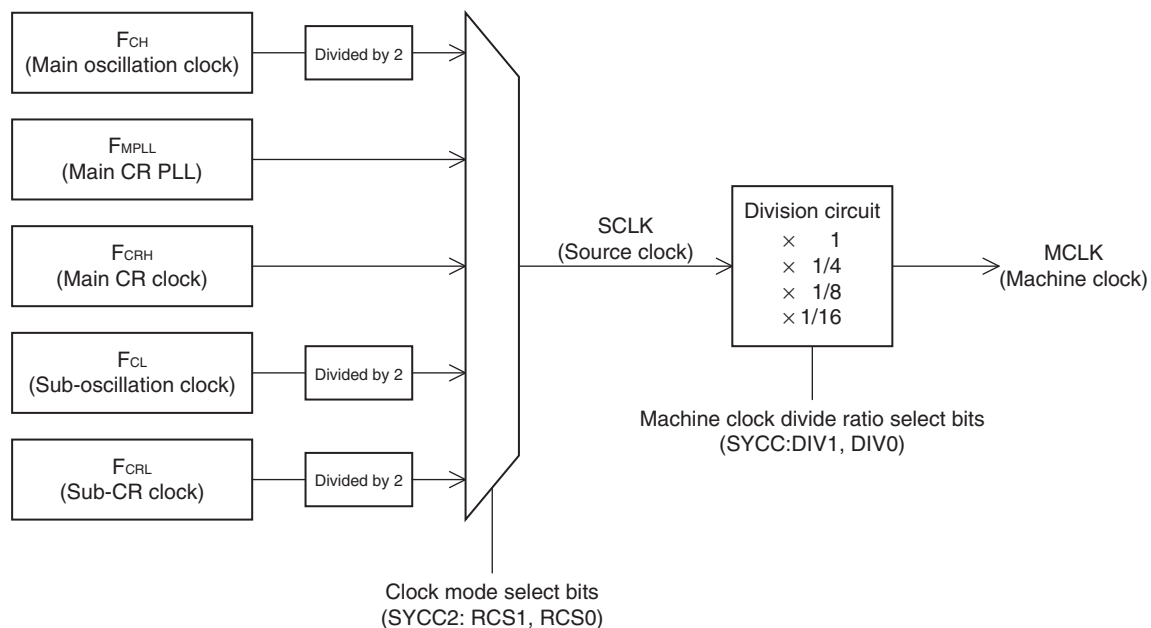 FCH
(Main oscillation clock)
Divided by 2
FMPLL
(Main CR PLL)
FCRH
(Main CR clock)
FCL
(Sub-oscillation clock)
Divided by 2
FCRL
(Sub-CR clock)
Divided by 2
SCLK
(Source clock)
Division circuit
× 1
× 1/4
× 1/8
× 1/16
MCLK
(Machine clock)
Machine clock divide ratio select bits
(SYCC:DIV1, DIV0)
Clock mode select bits
(SYCC2: RCS1, RCS0)